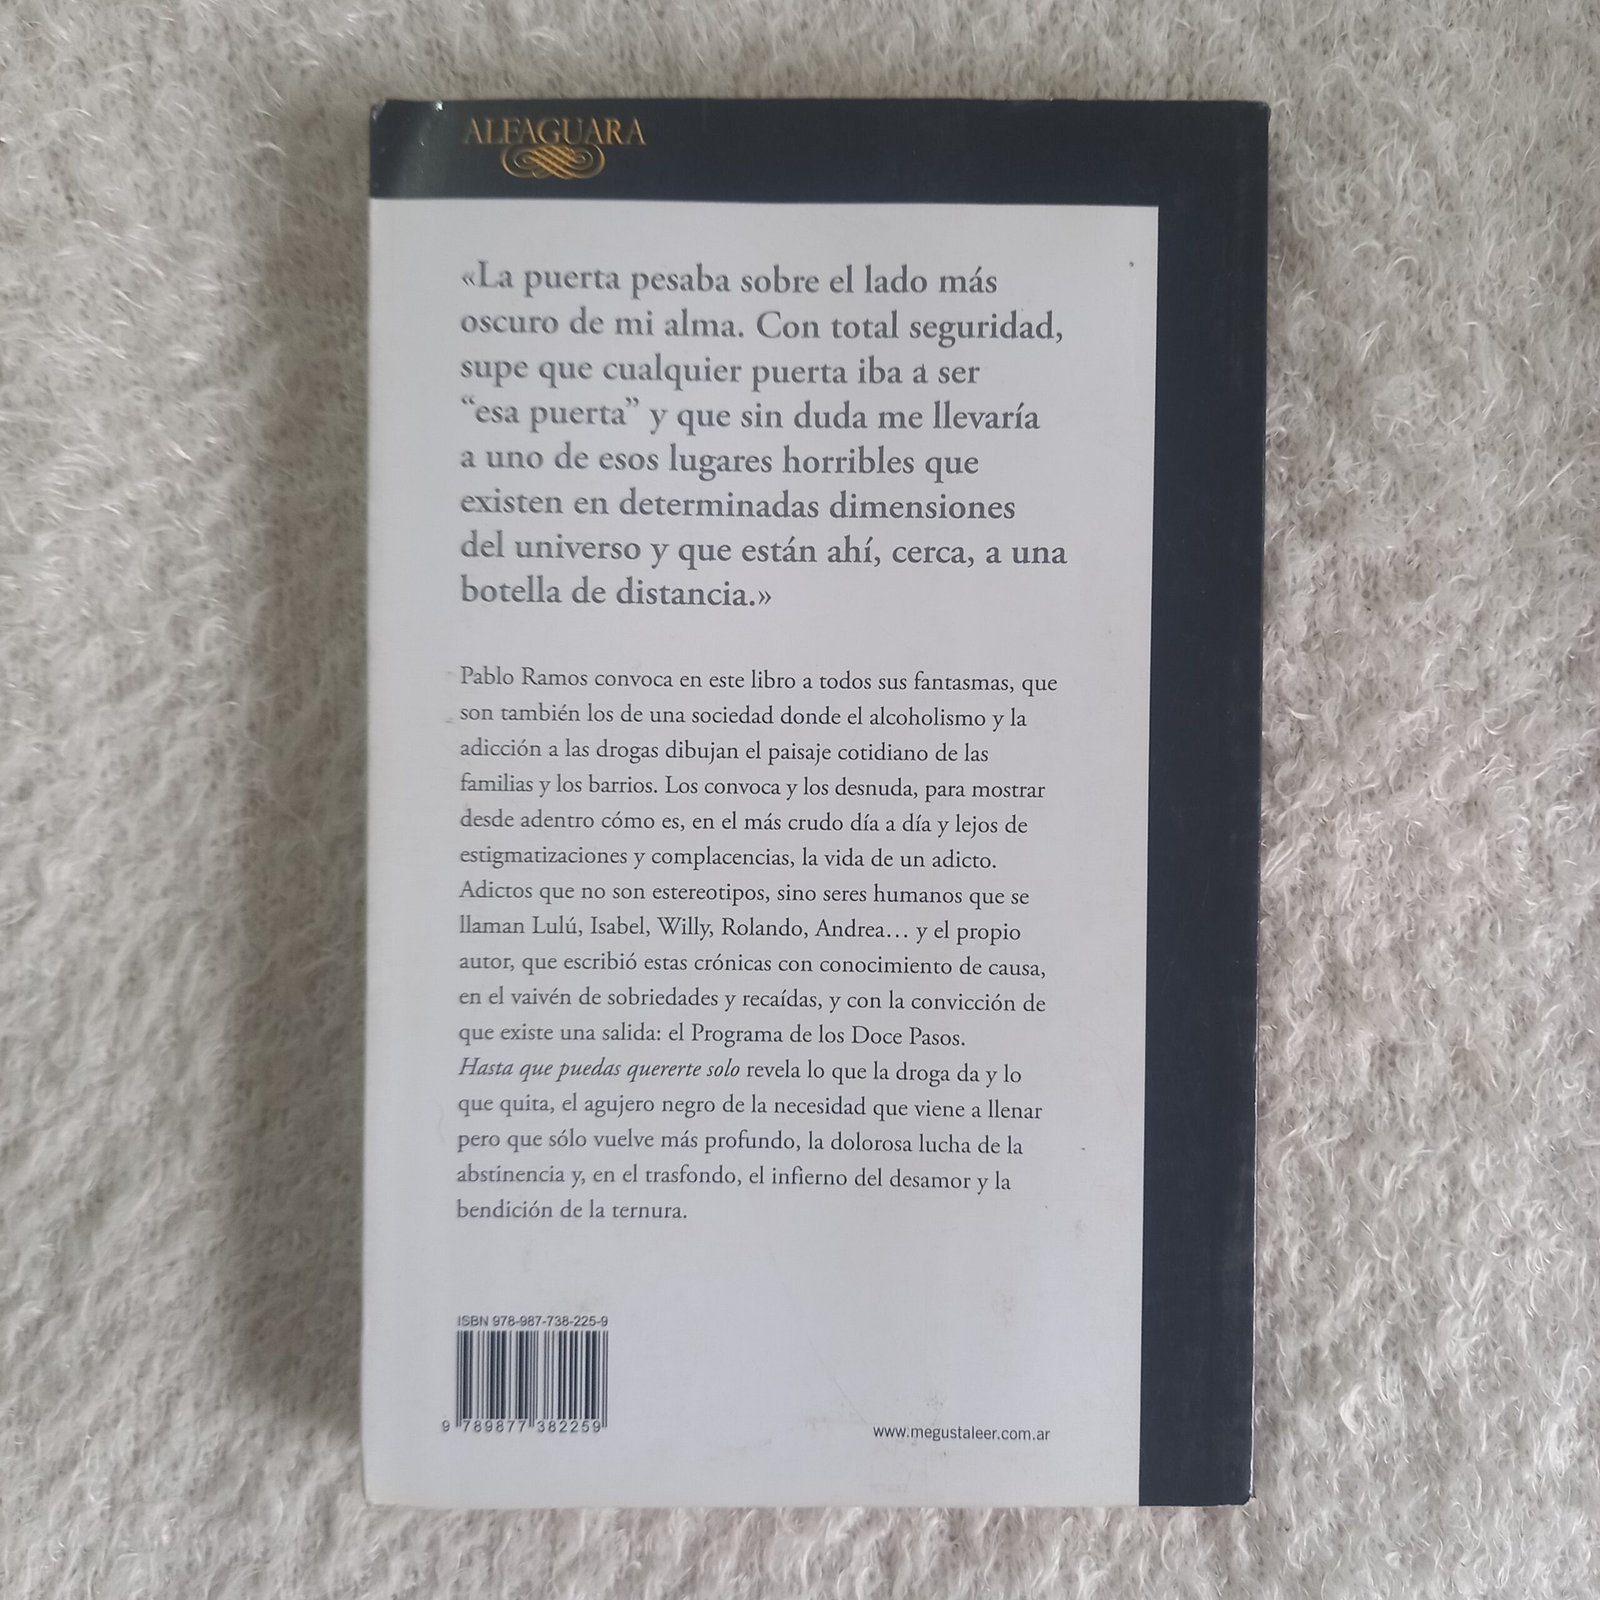 ALFAGUARA
«La puerta pesaba sobre el lado más
oscuro de mi alma. Con total seguridad,
supe que cualquier puerta iba a ser
“esa puerta” y que sin duda me llevaría
a uno de esos lugares horribles que
existen en determinadas dimensiones
del universo y que están ahí, cerca, a una
botella de distancia.»
Pablo Ramos convoca en este libro a todos sus fantasmas, que
son también los de una sociedad donde el alcoholismo y la
adicción a las drogas dibujan el paisaje cotidiano de las
familias y los barrios. Los convoca y los desnuda, para mostrar
desde adentro cómo es, en el más crudo día a día y lejos de
estigmatizaciones y complacencias, la vida de un adicto.
Adictos que no son estereotipos, sino seres humanos que se
llaman Lulú, Isabel, Willy, Rolando, Andrea… y el propio
autor, que escribió estas crónicas con conocimiento de causa,
en el vaivén de sobriedades y recaídas, y con la convicción de
que existe una salida: el Programa de los Doce Pasos.
Hasta que puedas quererte solo revela lo que la droga da y lo
que quita, el agujero negro de la necesidad que viene a llenar
pero que sólo vuelve más profundo, la dolorosa lucha de la
abstinencia y, en el trasfondo, el infierno del desamor y la
bendición de la ternura.
ISBN 978-987-738-225-9
9 789877 382259
www.megustaleer.com.ar